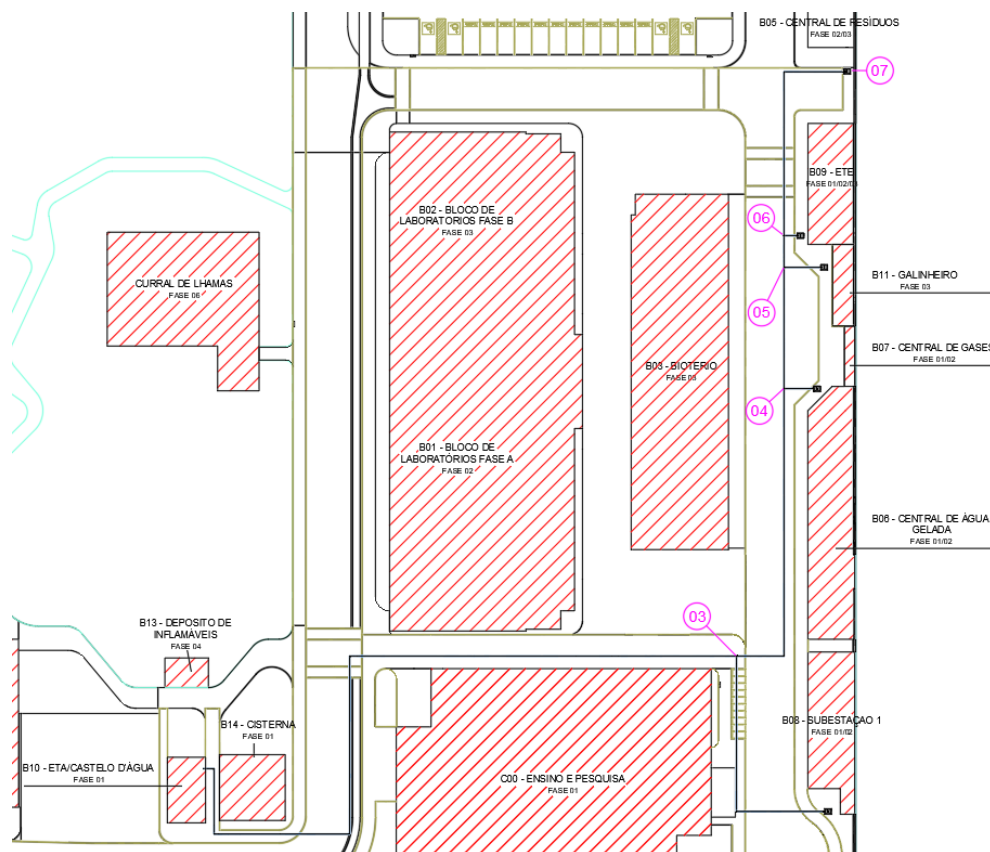 B05 - CENTRAL DE RESÍDUOS
FASE 02/03
07
B09 - ETE
FASE 01/02/03
B02 - BLOCO DE
LABORATORIOS FASE B
FASE 03
06
CURRAL DE LHAMAS
FASE 06
B11 - GALINHEIRO
FASE 03
05
B07 - CENTRAL DE GASES
FASE 01/02
B03 - BIOTERIO
FASE 03
04
B01 - BLOCO DE
LABORATÓRIOS FASE A
FASE 02
B06 - CENTRAL DE ÁGUA
GELADA
FASE 01/02
03
B13 - DEPOSITO DE
INFLAMÁVEIS
FASE 04
B14 - CISTERNA
FASE 01
B08 - SUBESTAÇAO 1
FASE 01/02
B10 - ETA/CASTELO D'ÁGUA
FASE 01
C00 - ENSINO E PESQUISA
FASE 01